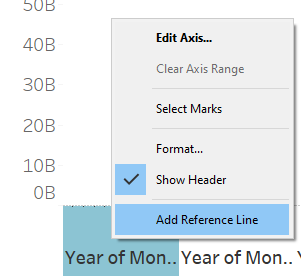 50B
40B
30B
20B
10B
0B
Edit Axis...
Clear Axis Range
Select Marks
Format...
Show Header
Add Reference Line
Year of Mon.. Year of Mon.. Y